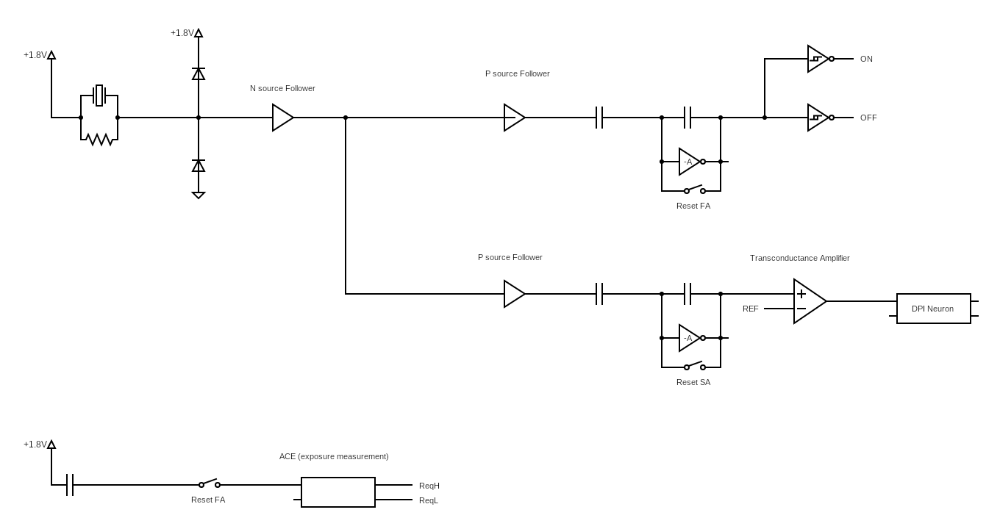 +1.8V
+1.8V
N source Follower
P source Follower
ON
OFF
-A
Reset FA
P source Follower
Transconductance Amplifier
REF
DPI Neuron
-A
Reset SA
+1.8V
ACE (exposure measurement)
Reset FA
ReqH
ReqL